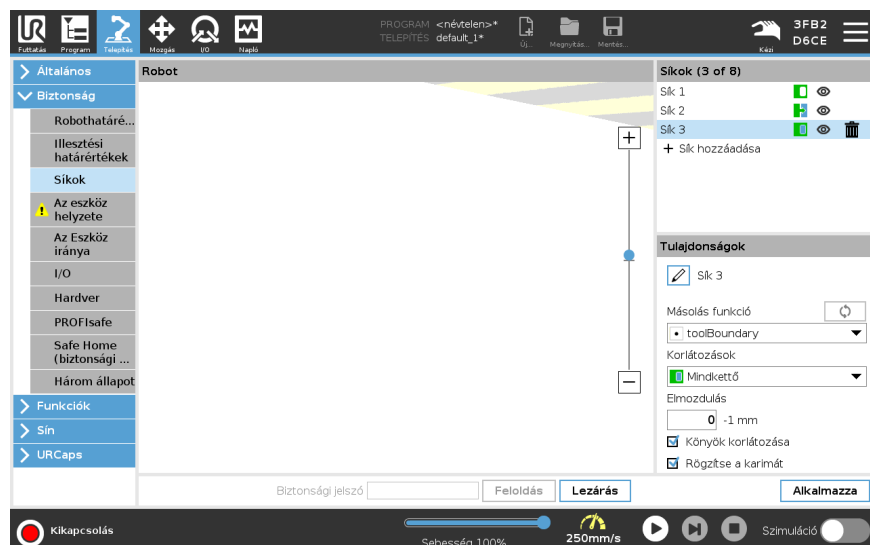 PROGRAM <névtelen>*
TELEPÍTÉS default_1*
Futtatás Program Telepítés Mozgás I/O Napló
Új... Megnyitás... Mentés...
Kézi
3FB2
D6CE
Általános
Biztonság
Robothatáré...
Illesztési
határértékek
Síkok
Az eszköz
helyzete
Az Eszköz
iránya
I/O
Hardver
PROFIsafe
Safe Home
(biztonsági ...
Három állapot
Funkciók
Sín
URCaps
Robot
Síkok (3 of 8)
Sík 1
Sík 2
Sík 3
Sík hozzáadása
Tulajdonságok
Sík 3
Másolás funkció
toolBoundary
Korlátozások
Mindkettő
Elmozdulás
0 -1 mm
Könyök korlátozása
Rögzítse a karimát
Biztonsági jelszó Feloldás Lezárás Alkalmazza
Kikapcsolás
Sebesség 100%
250mm/s
Szimuláció